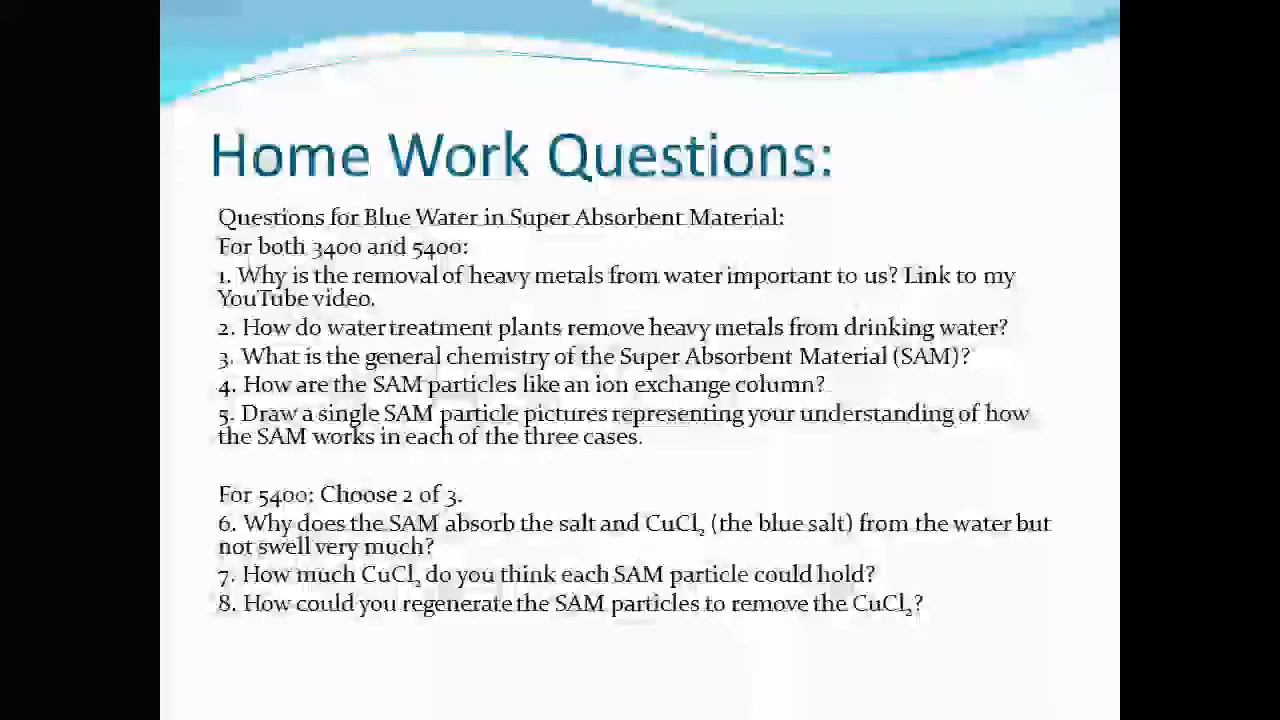 Home Work Questions:
Questions for Blue Water in Super Absorbent Material:
For both 3400 and 5400:
1. Why is the removal of heavy metals from water important to us? Link to my
YouTube video.
2. How do water treatment plants remove heavy metals from drinking water?
3. What is the general chemistry of the Super Absorbent Material (SAM)?
4. How are the SAM particles like an ion exchange column?
5. Draw a single SAM particle pictures representing your understanding of how
the SAM works in each of the three cases.
For 5400: Choose 2 of 3.
6. Why does the SAM absorb the salt and CuCl₂ (the blue salt) from the water but
not swell very much?
7. How much CuCl₂ do you think each SAM particle could hold?
8. How could you regenerate the SAM particles to remove the CuCl₂?